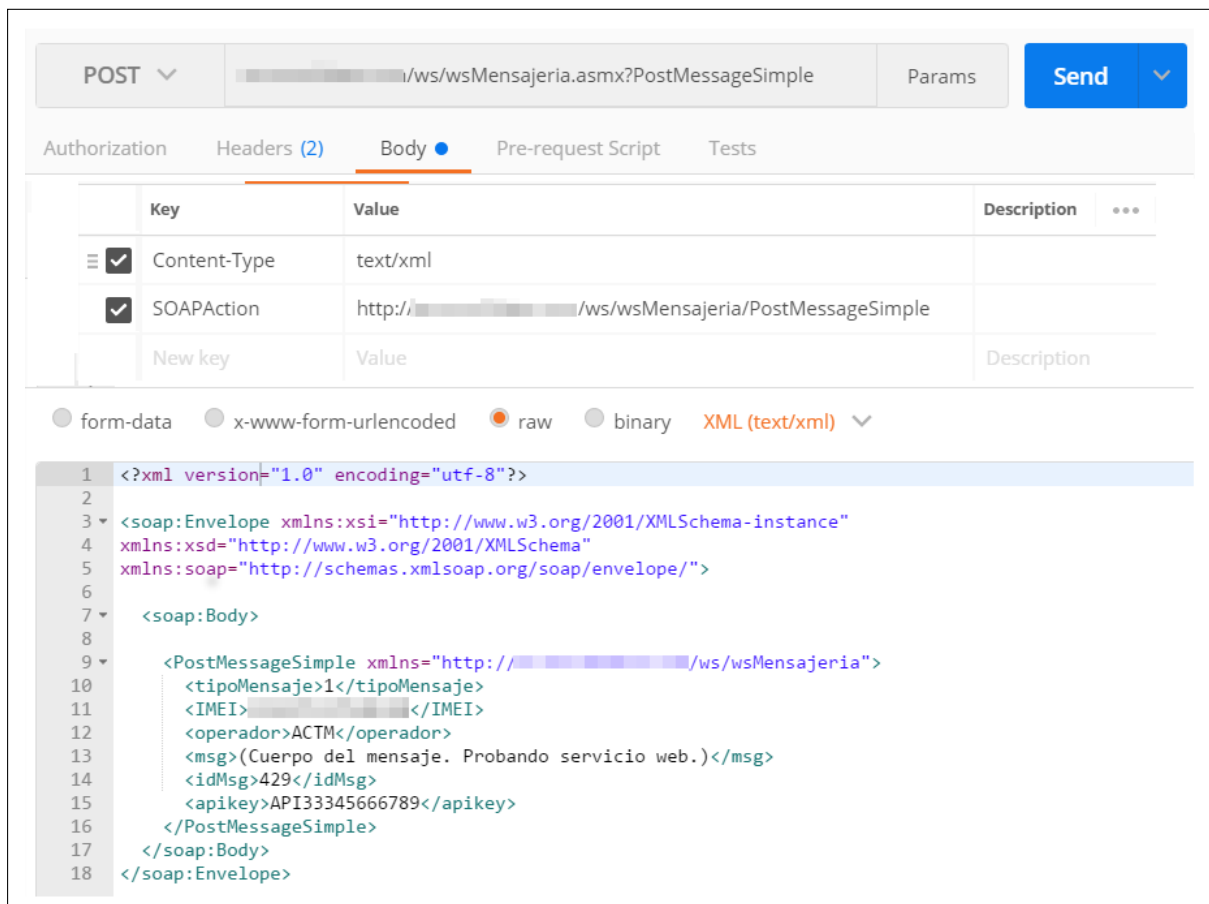 POST /ws/wsMensajeria.asmx?PostMessageSimple Params Send
Authorization Headers (2) Body Pre-request Script Tests
Key Value Description
Content-Type text/xml
SOAPAction http:// /ws/wsMensajeria/PostMessageSimple
New key Value Description
form-data x-www-form-urlencoded raw binary XML (text/xml)
1 <?xml version="1.0" encoding="utf-8"?>
2
3 <soap:Envelope xmlns:xsi="http://www.w3.org/2001/XMLSchema-instance"
4 xmlns:xsd="http://www.w3.org/2001/XMLSchema"
5 xmlns:soap="http://schemas.xmlsoap.org/soap/envelope/">
6
7 <soap:Body>
8
9 <PostMessageSimple xmlns="http:// /ws/wsMensajeria">
10 <tipoMensaje>1</tipoMensaje>
11 <IMEI> </IMEI>
12 <operador>ACTM</operador>
13 <msg>(Cuerpo del mensaje. Probando servicio web.)</msg>
14 <idMsg>429</idMsg>
15 <apikey>API33345666789</apikey>
16 </PostMessageSimple>
17 </soap:Body>
18 </soap:Envelope>